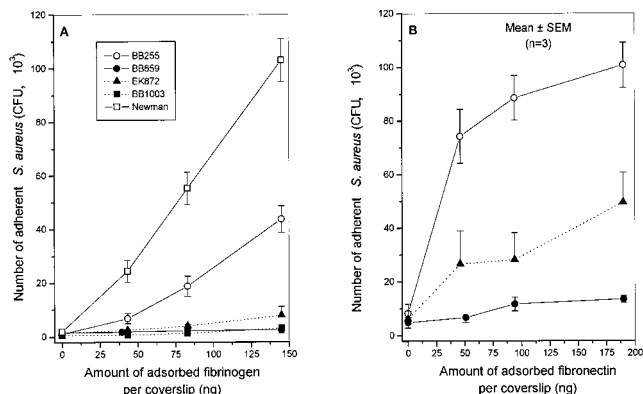 A
BB255
BB859
EK872
BB1003
Newman
Number of adherent S. aureus (CFU, 10³)
120
100
80
60
40
20
0
0 25 50 75 100 125 150
Amount of adsorbed fibrinogen
per coverslip (ng)
B
Mean ± SEM
(n=3)
Number of adherent S. aureus (CFU, 10³)
120
100
80
60
40
20
0
0 25 50 75 100 125 150 175 200
Amount of adsorbed fibronectin
per coverslip (ng)